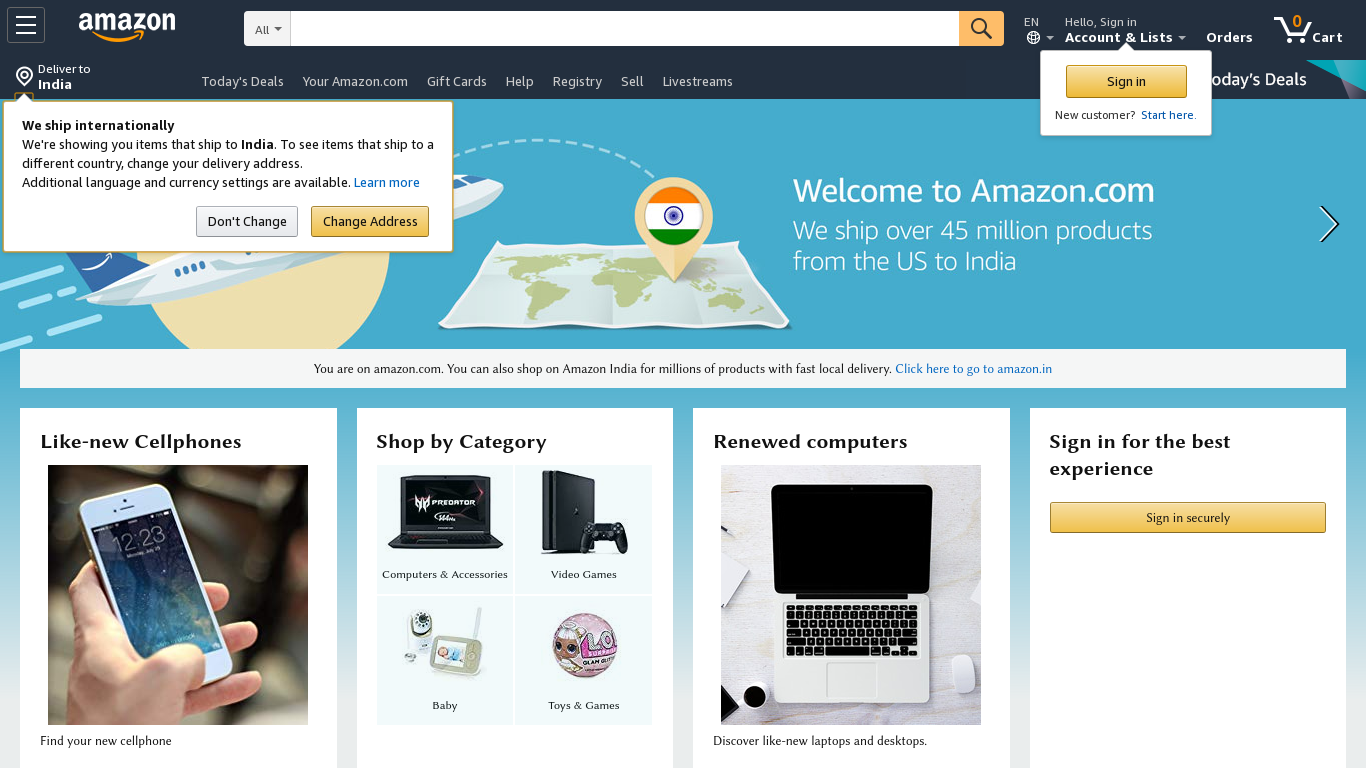 amazon
All
EN
Hello, Sign in
Account & Lists
Orders
0
Cart
Deliver to
India
Today's Deals
Your Amazon.com
Gift Cards
Help
Registry
Sell
Livestreams
Sign in
New customer? Start here.
oday's Deals
We ship internationally
We're showing you items that ship to India. To see items that ship to a
different country, change your delivery address.
Additional language and currency settings are available. Learn more
Don't Change
Change Address
Welcome to Amazon.com
We ship over 45 million products
from the US to India
You are on amazon.com. You can also shop on Amazon India for millions of products with fast local delivery. Click here to go to amazon.in
Like-new Cellphones
12:23
Find your new cellphone
Shop by Category
PREDATOR
144Hz
Computers & Accessories
Video Games
Baby
L.O.L.
SURPRISE
GLAM GLITTER
Toys & Games
Renewed computers
Discover like-new laptops and desktops.
Sign in for the best
experience
Sign in securely